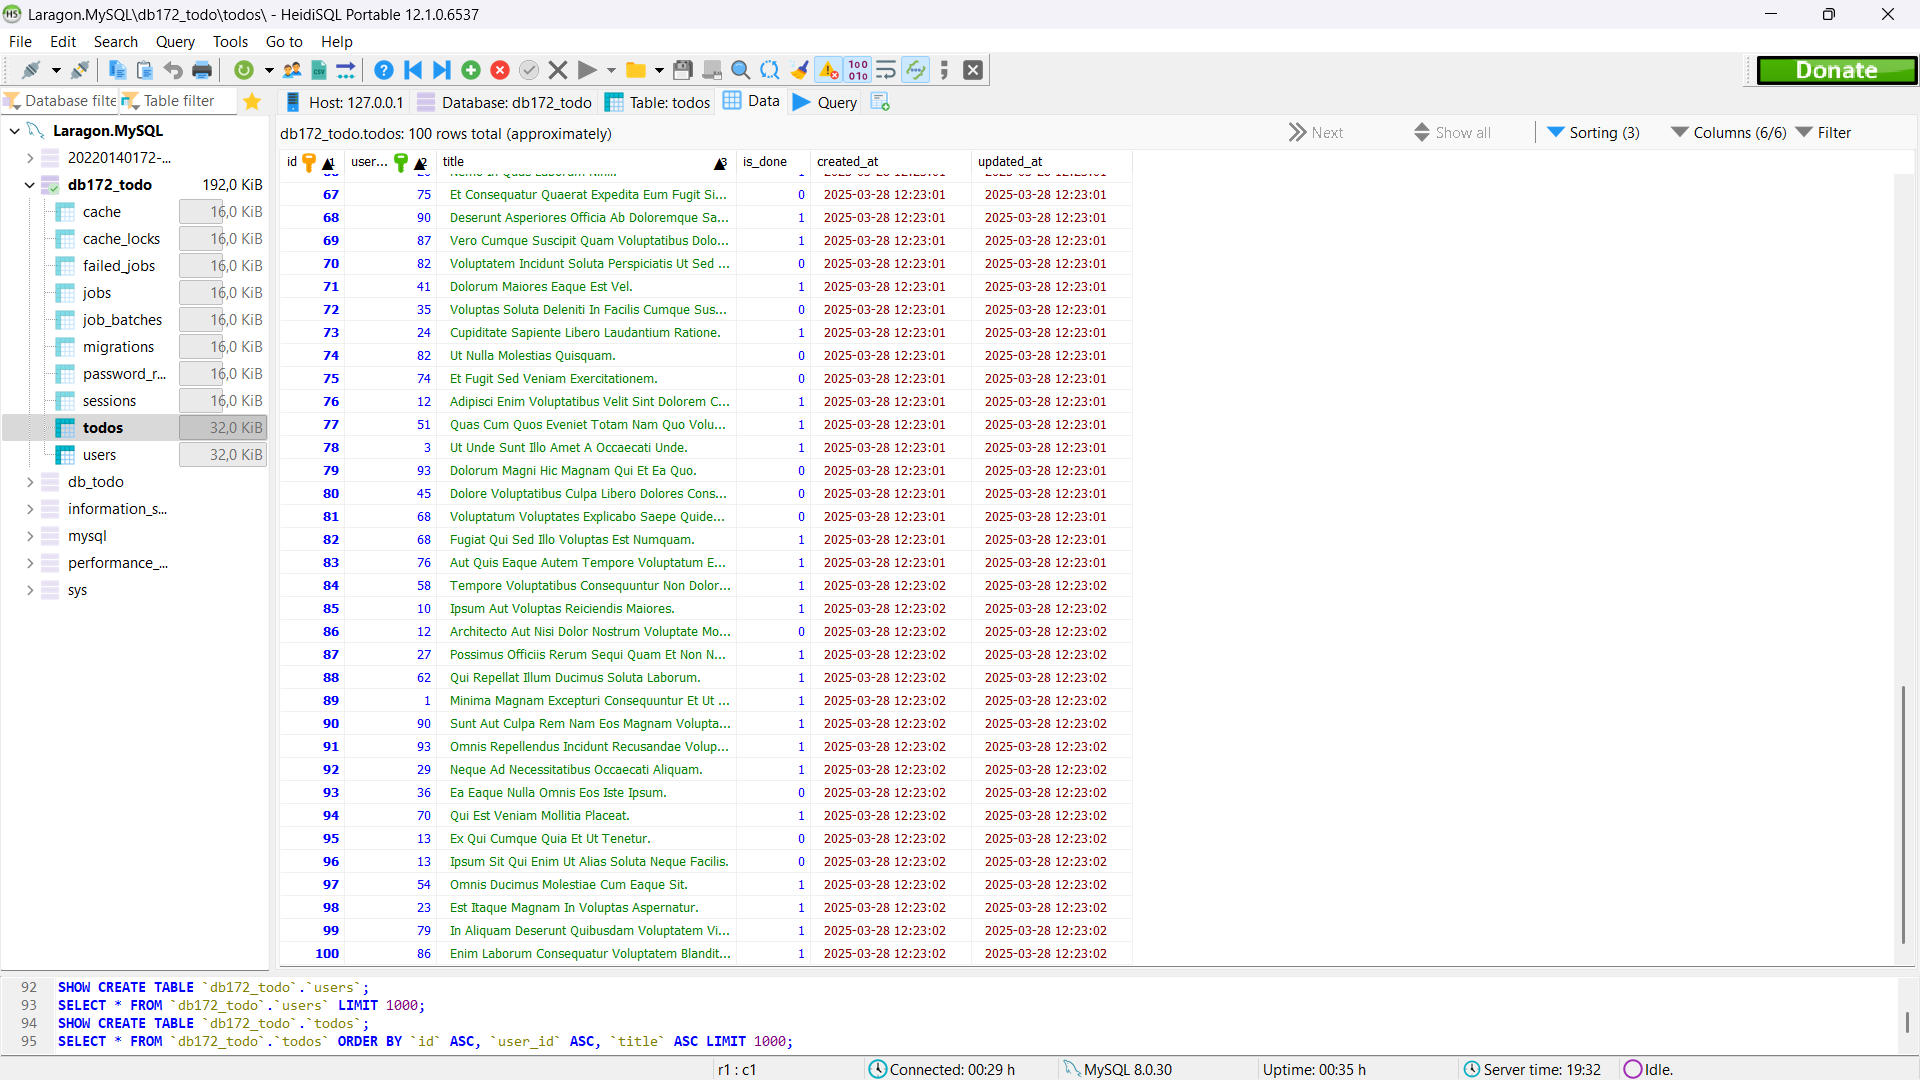 Laragon.MySQL\db172_todo\todos\ - HeidiSQL Portable 12.1.0.6537
File Edit Search Query Tools Go to Help
Donate
Database filte Table filter
Host: 127.0.0.1 Database: db172_todo Table: todos Data Query
Laragon.MySQL
20220140172-...
db172_todo 192,0 KiB
cache 16,0 KiB
cache_locks 16,0 KiB
failed_jobs 16,0 KiB
jobs 16,0 KiB
job_batches 16,0 KiB
migrations 16,0 KiB
password_r... 16,0 KiB
sessions 16,0 KiB
todos 32,0 KiB
users 32,0 KiB
db_todo
information_s...
mysql
performance_...
sys
db172_todo.todos: 100 rows total (approximately) Next Show all Sorting (3) Columns (6/6) Filter
id 1 user... 2 title 3 is_done created_at updated_at
67 75 Et Consequatur Quaerat Expedita Eum Fugit Si... 0 2025-03-28 12:23:01 2025-03-28 12:23:01
68 90 Deserunt Asperiores Officia Ab Doloremque Sa... 1 2025-03-28 12:23:01 2025-03-28 12:23:01
69 87 Vero Cumque Suscipit Quam Voluptatibus Dolo... 1 2025-03-28 12:23:01 2025-03-28 12:23:01
70 82 Voluptatem Incidunt Soluta Perspiciatis Ut Sed ... 0 2025-03-28 12:23:01 2025-03-28 12:23:01
71 41 Dolorum Maiores Eaque Est Vel. 1 2025-03-28 12:23:01 2025-03-28 12:23:01
72 35 Voluptas Soluta Deleniti In Facilis Cumque Sus... 0 2025-03-28 12:23:01 2025-03-28 12:23:01
73 24 Cupiditate Sapiente Libero Laudantium Ratione. 1 2025-03-28 12:23:01 2025-03-28 12:23:01
74 82 Ut Nulla Molestias Quisquam. 0 2025-03-28 12:23:01 2025-03-28 12:23:01
75 74 Et Fugit Sed Veniam Exercitationem. 0 2025-03-28 12:23:01 2025-03-28 12:23:01
76 12 Adipisci Enim Voluptatibus Velit Sint Dolorem C... 1 2025-03-28 12:23:01 2025-03-28 12:23:01
77 51 Quas Cum Quos Eveniet Totam Nam Quo Volu... 1 2025-03-28 12:23:01 2025-03-28 12:23:01
78 3 Ut Unde Sunt Illo Amet A Occaecati Unde. 1 2025-03-28 12:23:01 2025-03-28 12:23:01
79 93 Dolorum Magni Hic Magnam Qui Et Ea Quo. 0 2025-03-28 12:23:01 2025-03-28 12:23:01
80 45 Dolore Voluptatibus Culpa Libero Dolores Cons... 0 2025-03-28 12:23:01 2025-03-28 12:23:01
81 68 Voluptatum Voluptates Explicabo Saepe Quide... 0 2025-03-28 12:23:01 2025-03-28 12:23:01
82 68 Fugiat Qui Sed Illo Voluptas Est Numquam. 1 2025-03-28 12:23:01 2025-03-28 12:23:01
83 76 Aut Quis Eaque Autem Tempore Voluptatum E... 1 2025-03-28 12:23:01 2025-03-28 12:23:01
84 58 Tempore Voluptatibus Consequuntur Non Dolor... 1 2025-03-28 12:23:02 2025-03-28 12:23:02
85 10 Ipsum Aut Voluptas Reiciendis Maiores. 1 2025-03-28 12:23:02 2025-03-28 12:23:02
86 12 Architecto Aut Nisi Dolor Nostrum Voluptate Mo... 0 2025-03-28 12:23:02 2025-03-28 12:23:02
87 27 Possimus Officiis Rerum Sequi Quam Et Non N... 1 2025-03-28 12:23:02 2025-03-28 12:23:02
88 62 Qui Repellat Illum Ducimus Soluta Laborum. 1 2025-03-28 12:23:02 2025-03-28 12:23:02
89 1 Minima Magnam Excepturi Consequuntur Et Ut ... 1 2025-03-28 12:23:02 2025-03-28 12:23:02
90 90 Sunt Aut Culpa Rem Nam Eos Magnam Volupta... 1 2025-03-28 12:23:02 2025-03-28 12:23:02
91 93 Omnis Repellendus Incidunt Recusandae Volup... 1 2025-03-28 12:23:02 2025-03-28 12:23:02
92 29 Neque Ad Necessitatibus Occaecati Aliquam. 1 2025-03-28 12:23:02 2025-03-28 12:23:02
93 36 Ea Eaque Nulla Omnis Eos Iste Ipsum. 0 2025-03-28 12:23:02 2025-03-28 12:23:02
94 70 Qui Est Veniam Mollitia Placeat. 1 2025-03-28 12:23:02 2025-03-28 12:23:02
95 13 Ex Qui Cumque Quia Et Ut Tenetur. 0 2025-03-28 12:23:02 2025-03-28 12:23:02
96 13 Ipsum Sit Qui Enim Ut Alias Soluta Neque Facilis. 0 2025-03-28 12:23:02 2025-03-28 12:23:02
97 54 Omnis Ducimus Molestiae Cum Eaque Sit. 1 2025-03-28 12:23:02 2025-03-28 12:23:02
98 23 Est Itaque Magnam In Voluptas Aspernatur. 1 2025-03-28 12:23:02 2025-03-28 12:23:02
99 79 In Aliquam Deserunt Quibusdam Voluptatem Vi... 1 2025-03-28 12:23:02 2025-03-28 12:23:02
100 86 Enim Laborum Consequatur Voluptatem Blandit... 1 2025-03-28 12:23:02 2025-03-28 12:23:02
92 SHOW CREATE TABLE `db172_todo`.`users`;
93 SELECT * FROM `db172_todo`.`users` LIMIT 1000;
94 SHOW CREATE TABLE `db172_todo`.`todos`;
95 SELECT * FROM `db172_todo`.`todos` ORDER BY `id` ASC, `user_id` ASC, `title` ASC LIMIT 1000;
r1 : c1 Connected: 00:29 h MySQL 8.0.30 Uptime: 00:35 h Server time: 19:32 Idle.